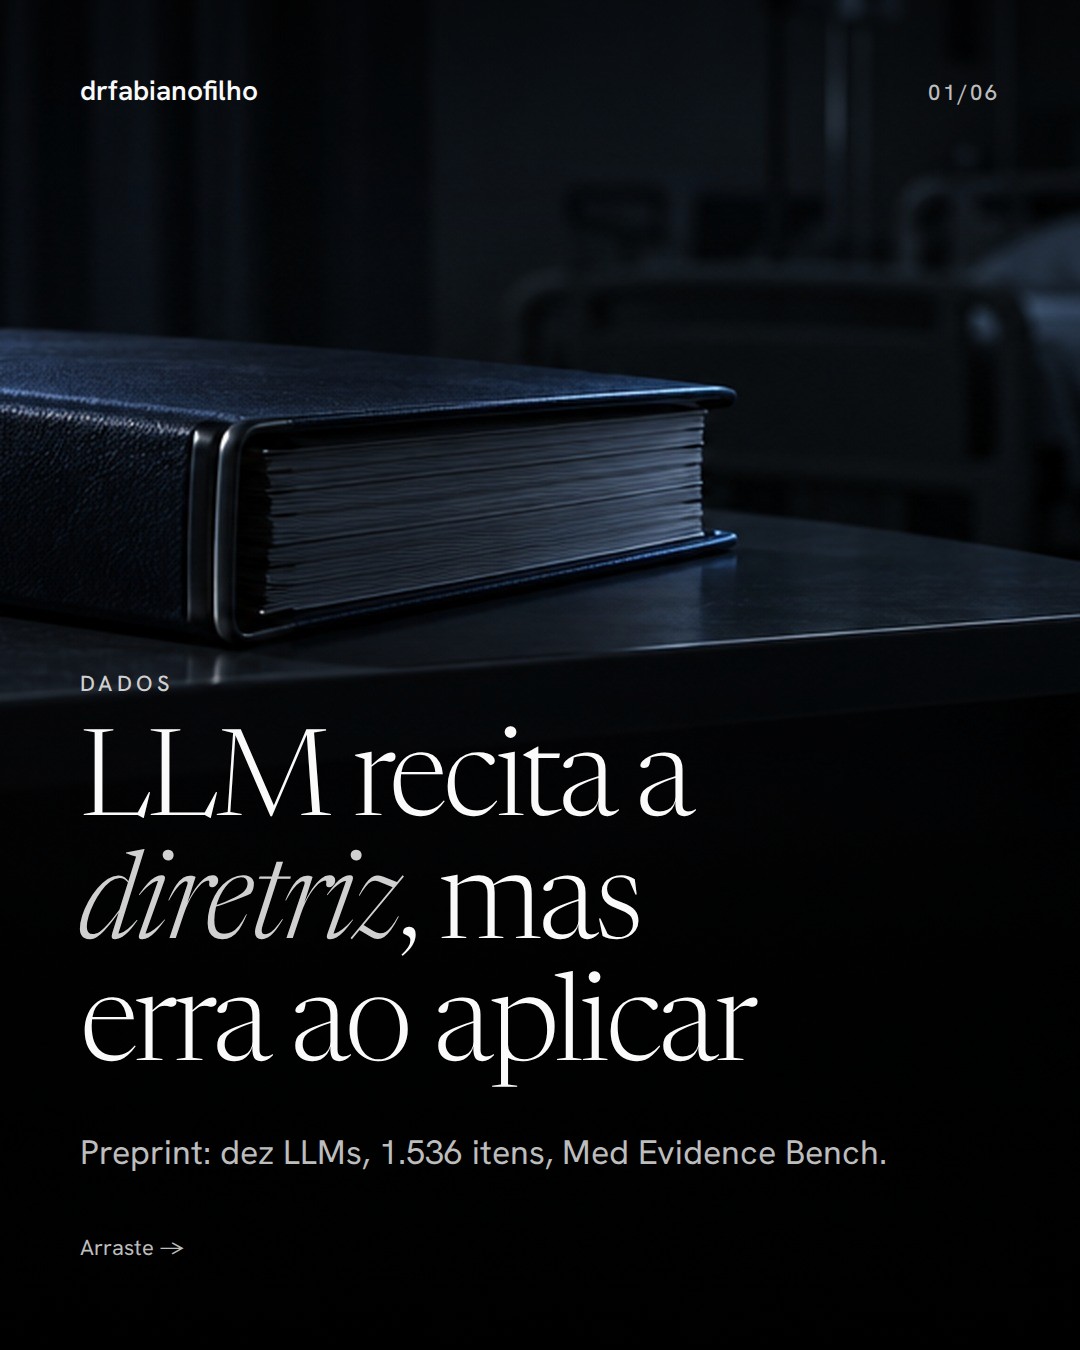 drfabianofilho
01/06
DADOS
LLM recita a
diretriz, mas
erra ao aplicar
Preprint: dez LLMs, 1.536 itens, Med Evidence Bench.
Arraste →